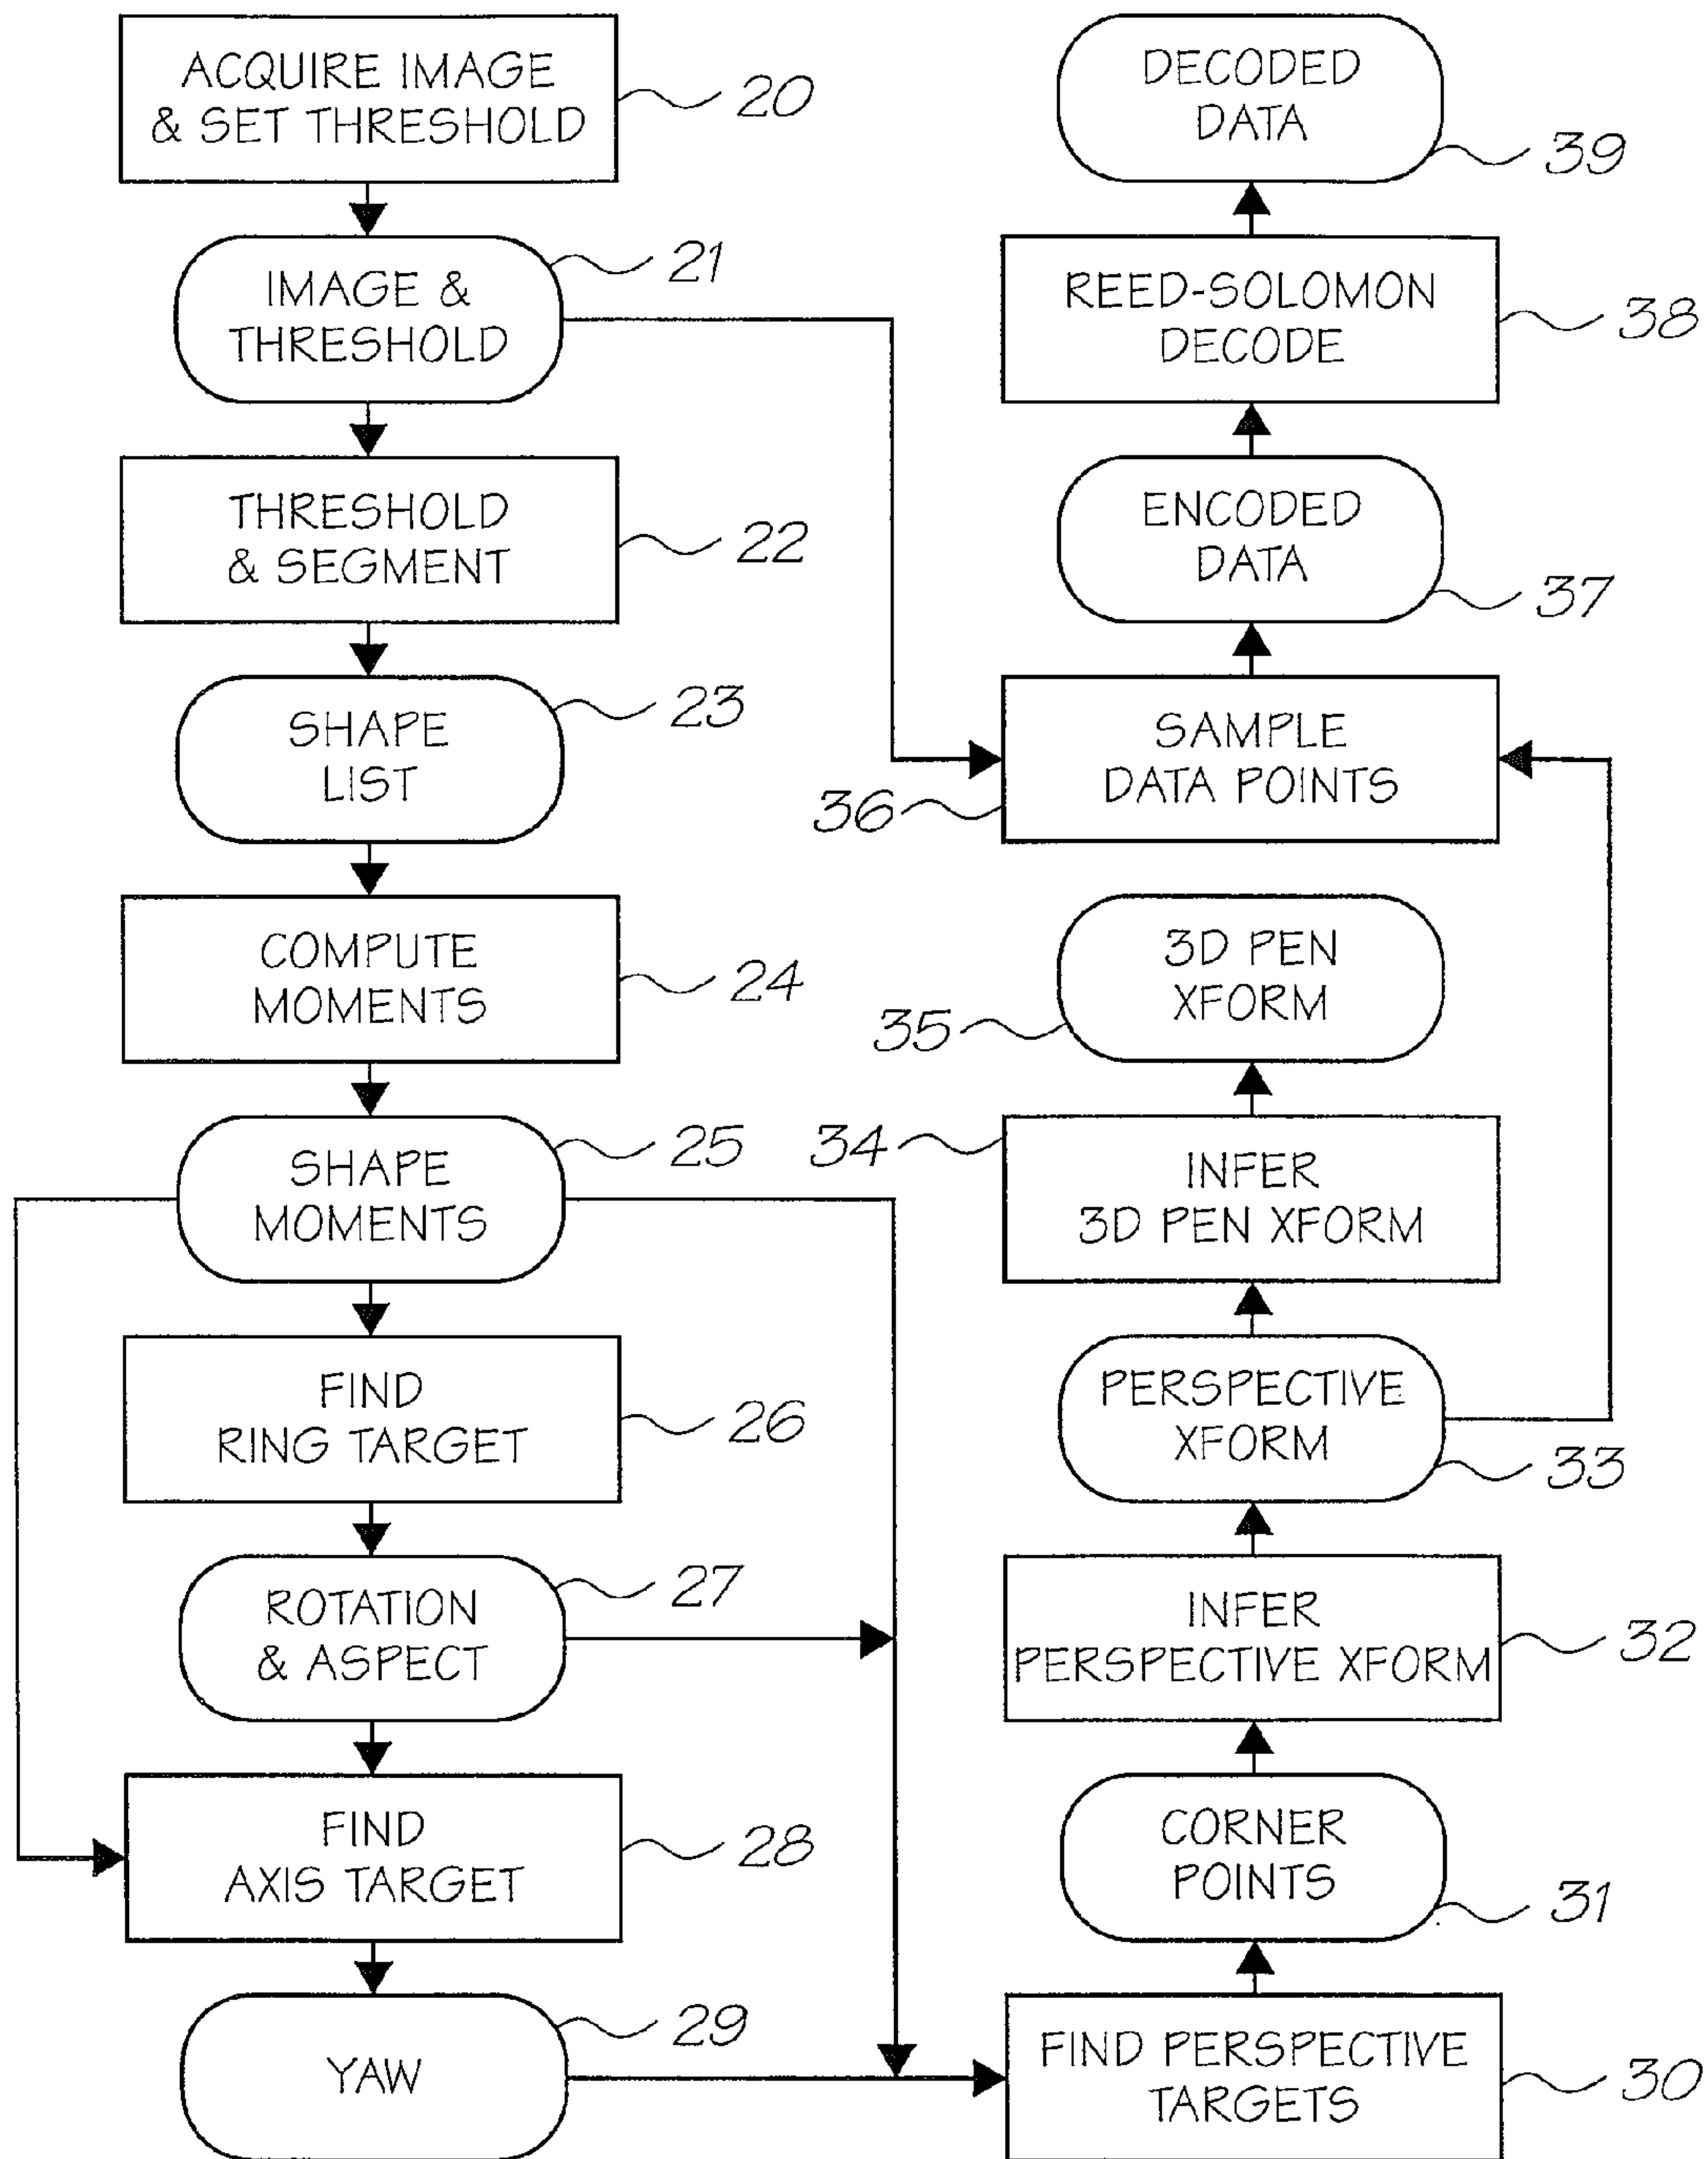 ACQUIRE IMAGE
& SET THRESHOLD
20
IMAGE &
THRESHOLD
21
THRESHOLD
& SEGMENT
22
SHAPE
LIST
23
COMPUTE
MOMENTS
24
SHAPE
MOMENTS
25
FIND
RING TARGET
26
ROTATION
& ASPECT
27
FIND
AXIS TARGET
28
YAW
29
DECODED
DATA
39
REED-SOLOMON
DECODE
38
ENCODED
DATA
37
SAMPLE
DATA POINTS
36
3D PEN
XFORM
35
INFER
3D PEN XFORM
34
PERSPECTIVE
XFORM
33
INFER
PERSPECTIVE XFORM
32
CORNER
POINTS
31
FIND PERSPECTIVE
TARGETS
30